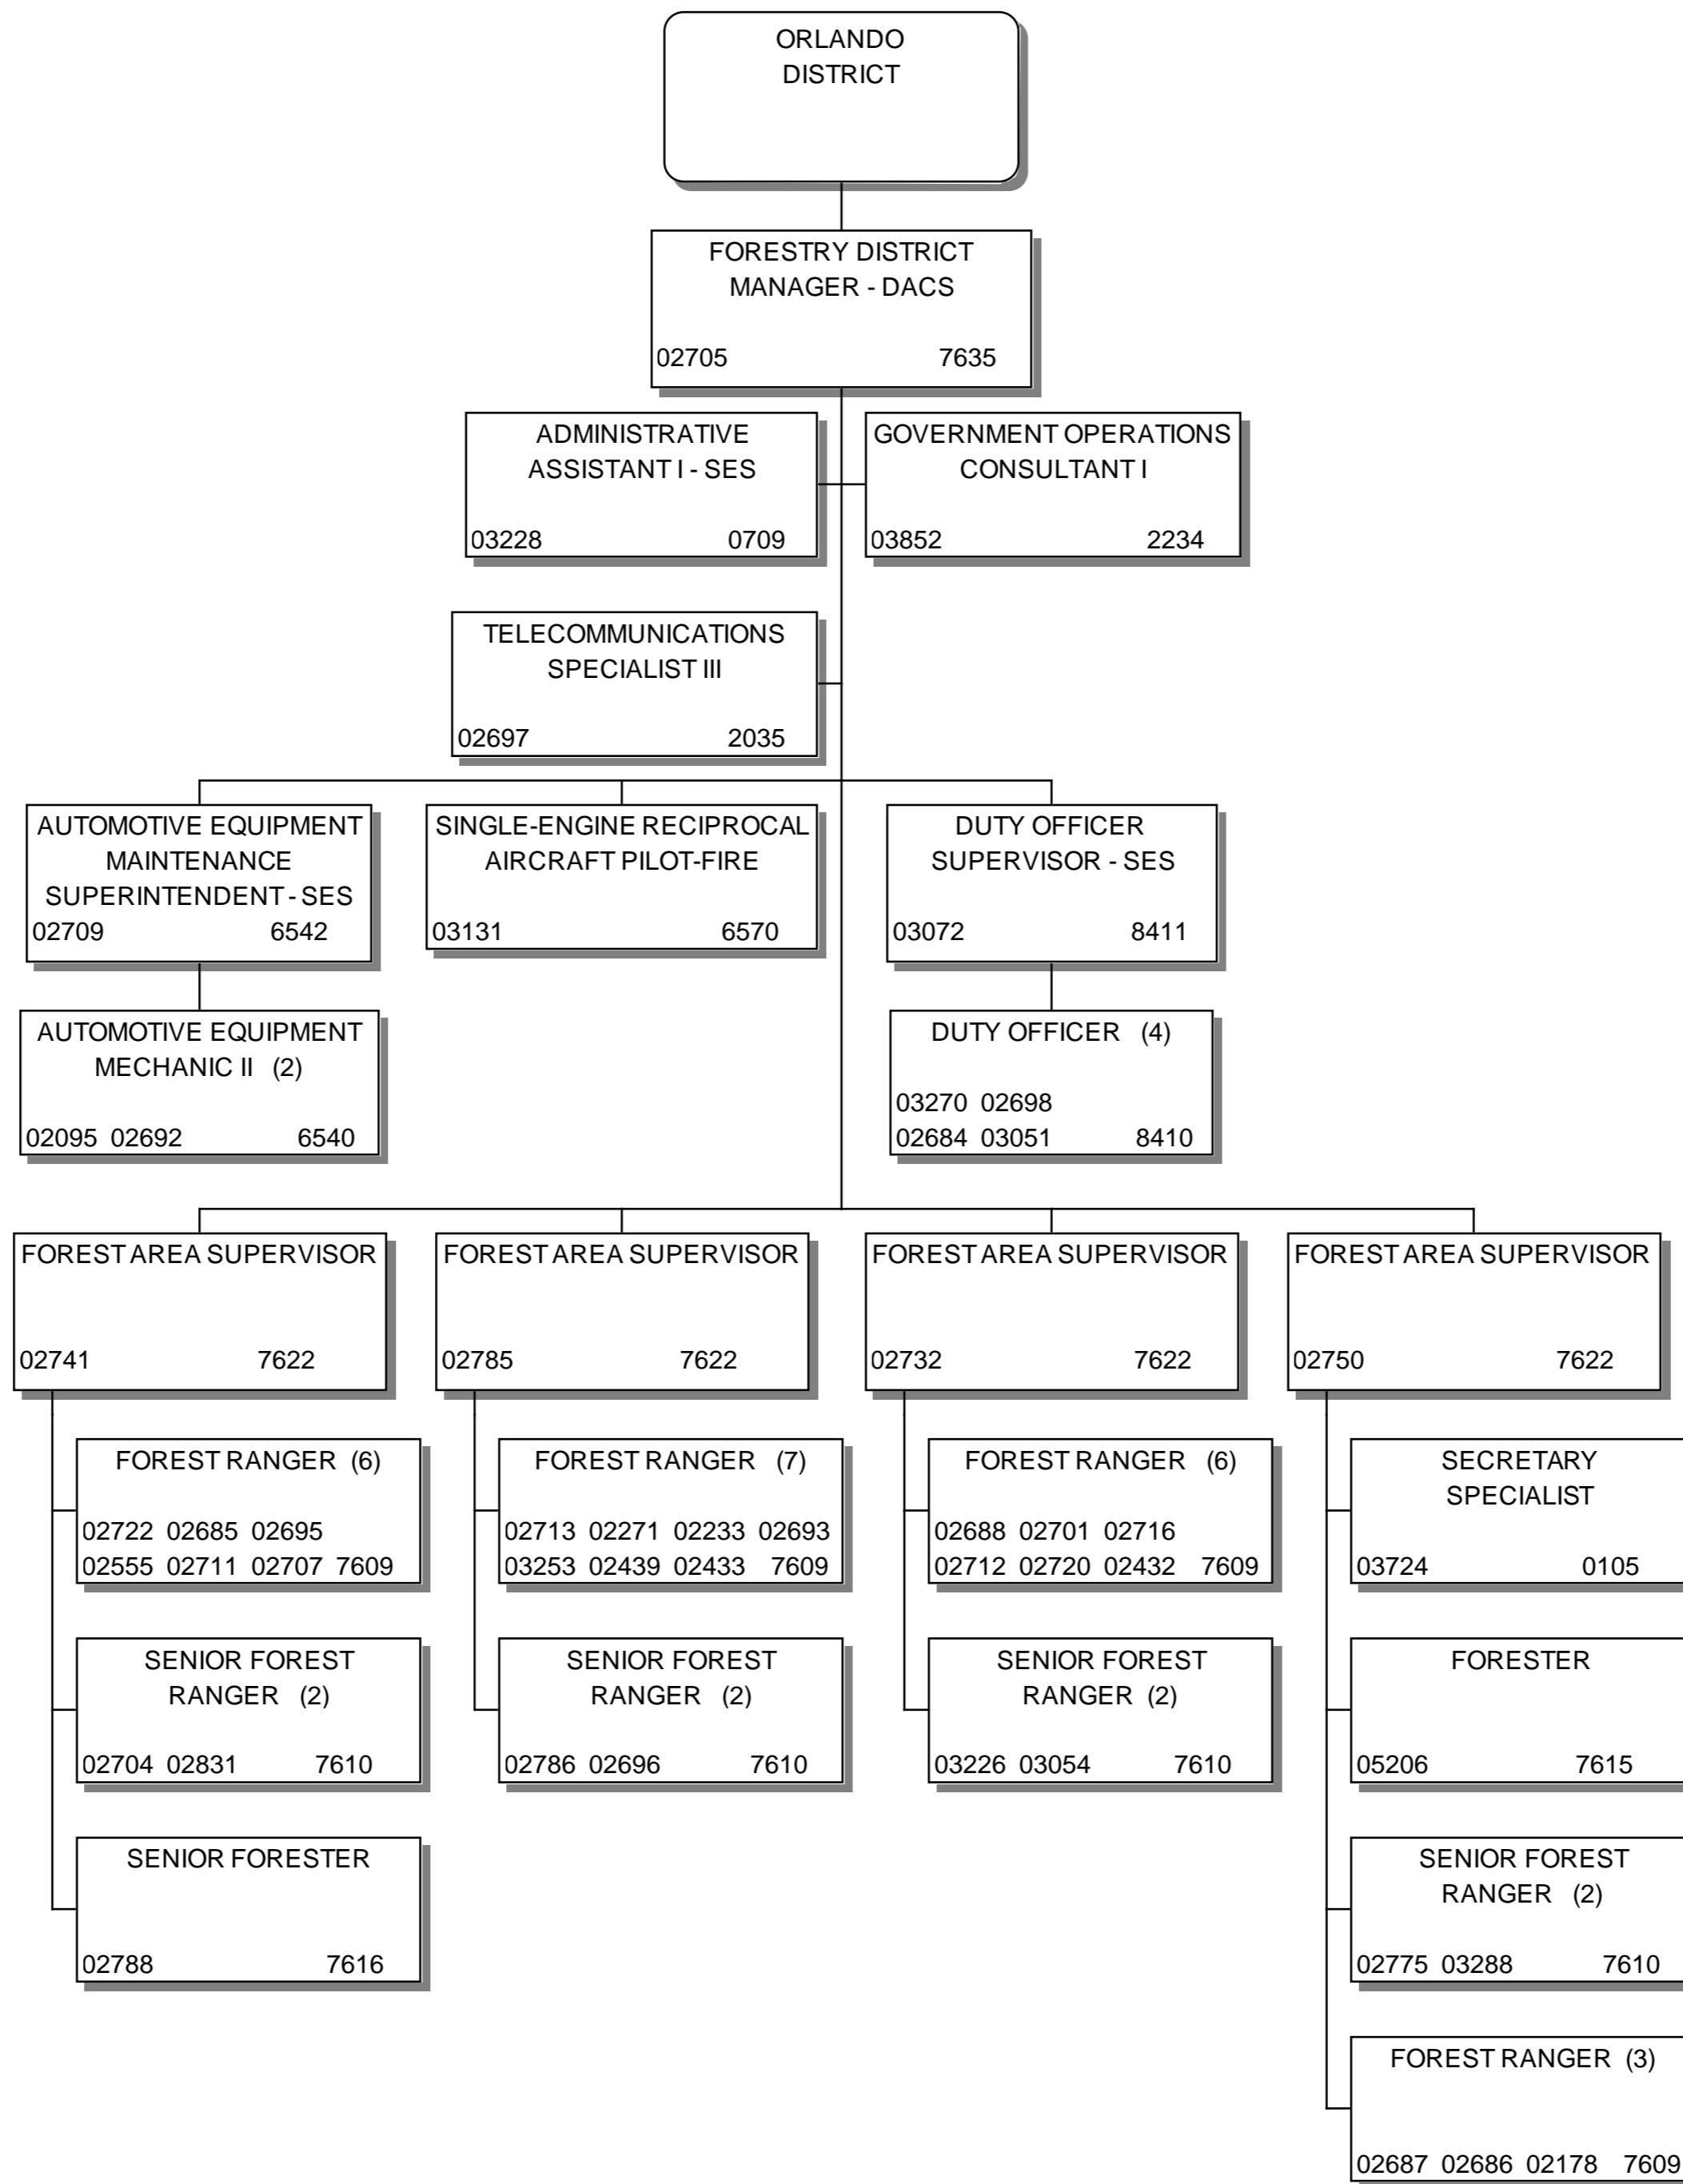 ORLANDO
DISTRICT
FORESTRY DISTRICT
MANAGER - DACS
02705 7635
ADMINISTRATIVE
ASSISTANT I - SES
03228 0709
GOVERNMENT OPERATIONS
CONSULTANT I
03852 2234
TELECOMMUNICATIONS
SPECIALIST III
02697 2035
AUTOMOTIVE EQUIPMENT
MAINTENANCE
SUPERINTENDENT - SES
02709 6542
SINGLE-ENGINE RECIPROCAL
AIRCRAFT PILOT-FIRE
03131 6570
DUTY OFFICER
SUPERVISOR - SES
03072 8411
AUTOMOTIVE EQUIPMENT
MECHANIC II (2)
02095 02692 6540
DUTY OFFICER (4)
03270 02698
02684 03051 8410
FOREST AREA SUPERVISOR
02741 7622
FOREST AREA SUPERVISOR
02785 7622
FOREST AREA SUPERVISOR
02732 7622
FOREST AREA SUPERVISOR
02750 7622
FOREST RANGER (6)
02722 02685 02695
02555 02711 02707 7609
FOREST RANGER (7)
02713 02271 02233 02693
03253 02439 02433 7609
FOREST RANGER (6)
02688 02701 02716
02712 02720 02432 7609
SECRETARY
SPECIALIST
03724 0105
SENIOR FOREST
RANGER (2)
02704 02831 7610
SENIOR FOREST
RANGER (2)
02786 02696 7610
SENIOR FOREST
RANGER (2)
03226 03054 7610
FORESTER
05206 7615
SENIOR FORESTER
02788 7616
SENIOR FOREST
RANGER (2)
02775 03288 7610
FOREST RANGER (3)
02687 02686 02178 7609